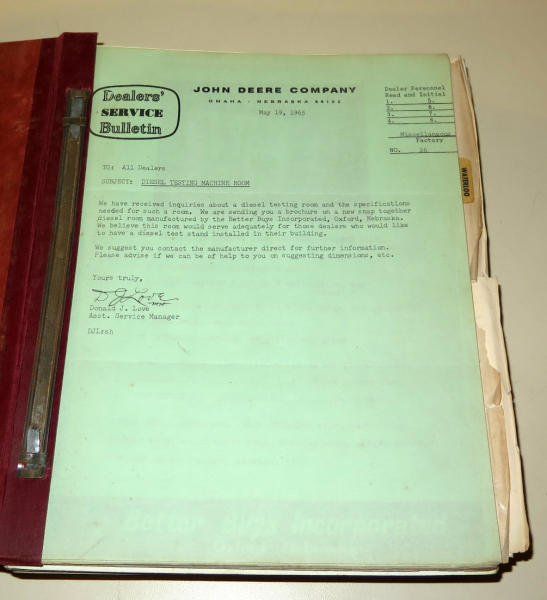 Dealers'
SERVICE
Bulletin
JOHN DEERE COMPANY
OMAHA - NEBRASKA 68102
May 19, 1965
Dealer Personnel
Read and Initial
1. 5.
2. 6.
3. 7.
4. 8.
Miscellaneous
Factory
NO. 26
WATERLOO
TO: All Dealers
SUBJECT: DIESEL TESTING MACHINE ROOM
We have received inquiries about a diesel testing room and the specifications
needed for such a room. We are sending you a brochure on a new snap together
diesel room manufactured by the Better Buys Incorporated, Oxford, Nebraska.
We believe this room would serve adequately for those dealers who would like
to have a diesel test stand installed in their building.
We suggest you contact the manufacturer direct for further information.
Please advise if we can be of help to you on suggesting dimensions, etc.
Yours truly,
D J Love
Donald J. Love
Asst. Service Manager
DJL:sh
Better Buys Incorporated